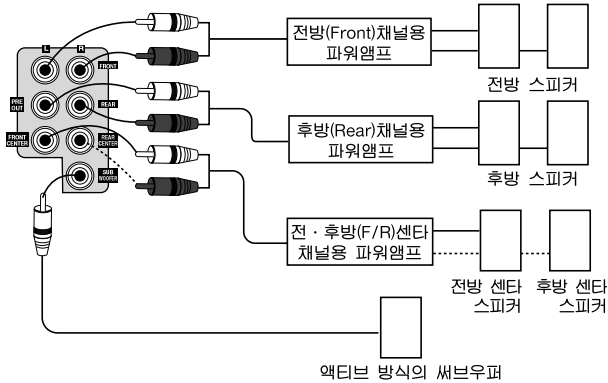 L R
FRONT
PRE
OUT
REAR
FRONT
CENTER
REAR
CENTER
SUB
WOOFER
전방(Front)채널용
파워앰프
전방 스피커
후방(Rear)채널용
파워앰프
후방 스피커
전 · 후방(F/R)센타
채널용 파워앰프
전방 센타
스피커
후방 센타
스피커
액티브 방식의 써브우퍼